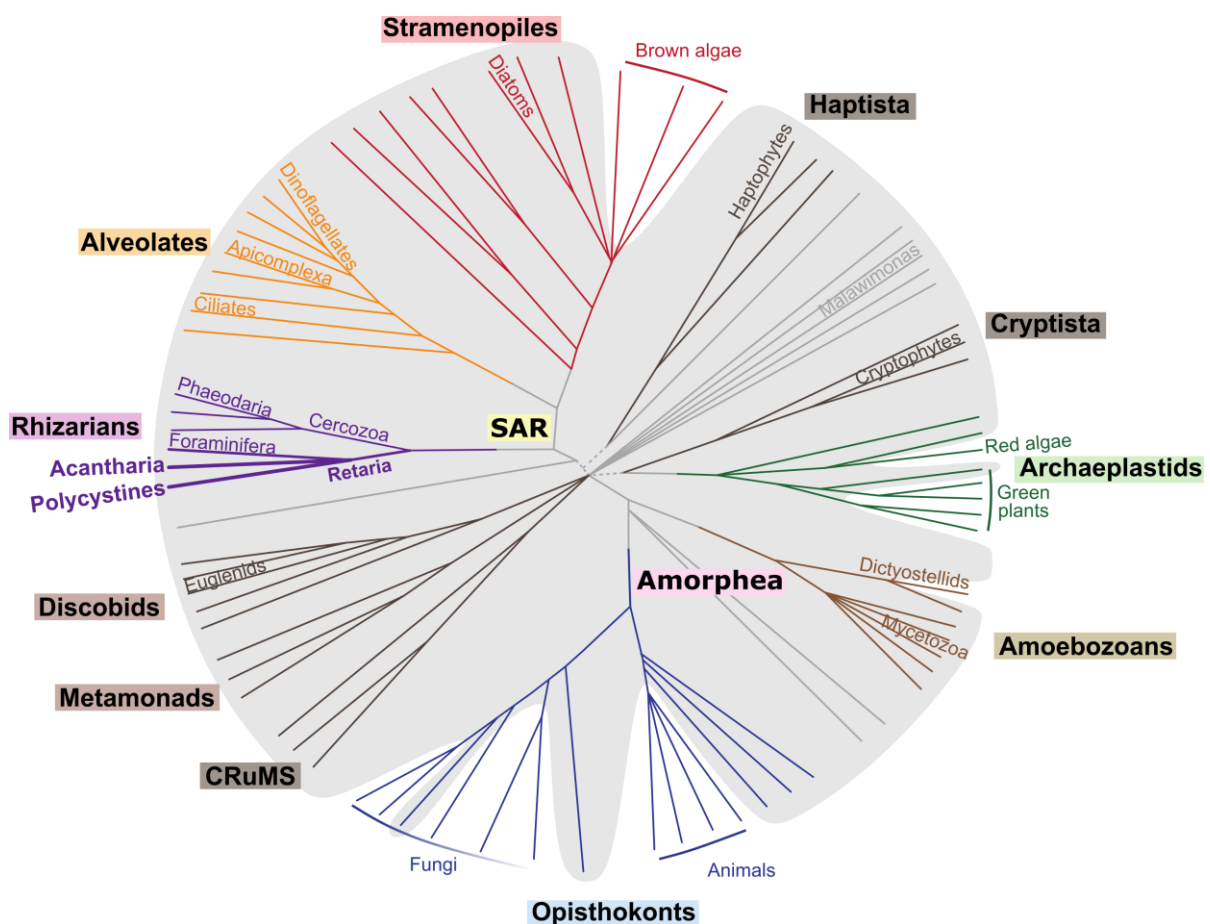 Stramenopiles
Brown algae
Diatoms
Haptista
Haptophytes
Dinoflagellates
Alveolates
Apicomplexa
Malawimonas
Ciliates
Cryptista
Cryptophytes
Phaeodaria
Rhizarians
Cercozoa
SAR
Foraminifera
Acantharia
Retaria
Polycystines
Red algae
Archaeplastids
Green
plants
Euglenids
Amorphea
Dictyostellids
Discobids
Mycetozoa
Amoebozoans
Metamonads
CRuMS
Fungi
Animals
Opisthokonts